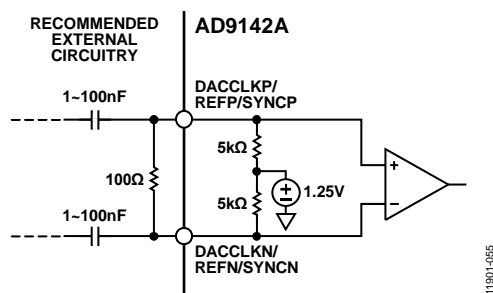 RECOMMENDED
EXTERNAL
CIRCUITRY
AD9142A
1~100nF
DACCLKP/
REFP/SYNCP
5kΩ
100Ω
1.25V
5kΩ
1~100nF
DACCLKN/
REFN/SYNCN
+
–
+
–
11901-055